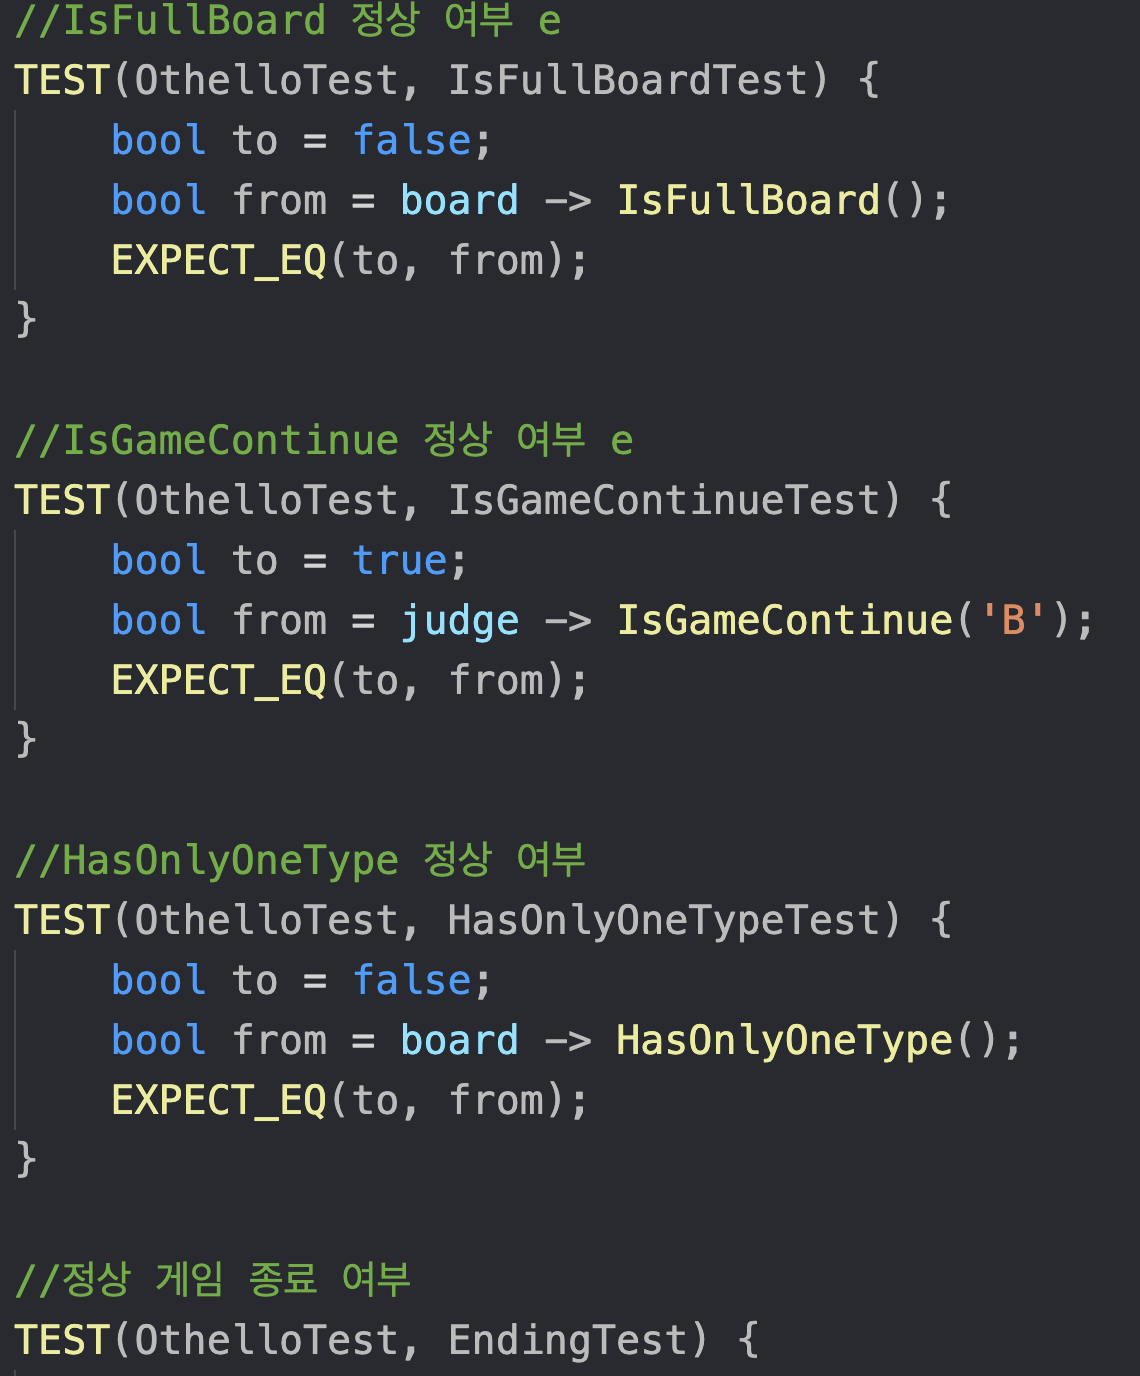 //IsFullBoard 정상 여부 e
TEST(OthelloTest, IsFullBoardTest) {
    bool to = false;
    bool from = board -> IsFullBoard();
    EXPECT_EQ(to, from);
}
//IsGameContinue 정상 여부 e
TEST(OthelloTest, IsGameContinueTest) {
    bool to = true;
    bool from = judge -> IsGameContinue('B');
    EXPECT_EQ(to, from);
}
//HasOnlyOneType 정상 여부
TEST(OthelloTest, HasOnlyOneTypeTest) {
    bool to = false;
    bool from = board -> HasOnlyOneType();
    EXPECT_EQ(to, from);
}
//정상 게임 종료 여부
TEST(OthelloTest, EndingTest) {